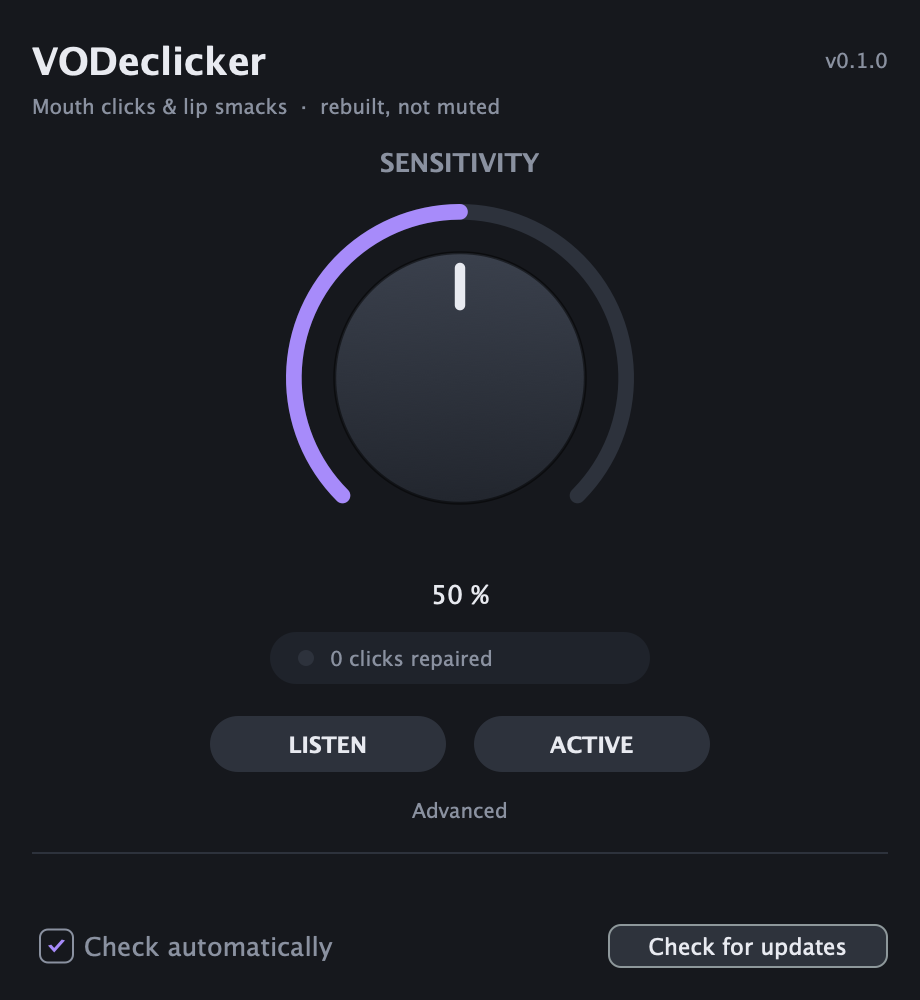 VODeclicker
v0.1.0
Mouth clicks & lip smacks · rebuilt, not muted
SENSITIVITY
50 %
0 clicks repaired
LISTEN
ACTIVE
Advanced
Check automatically
Check for updates